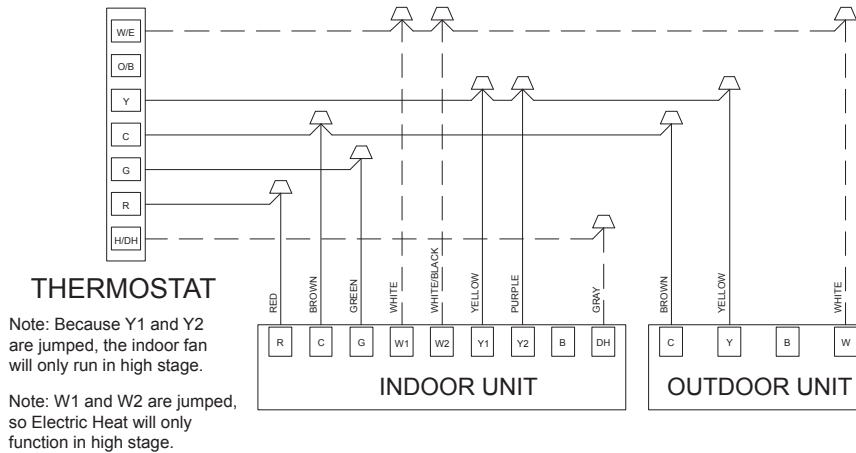 W/E
O/B
Y
C
G
R
H/DH
THERMOSTAT
Note: Because Y1 and Y2
are jumped, the indoor fan
will only run in high stage.
Note: W1 and W2 are jumped,
so Electric Heat will only
function in high stage.
RED
BROWN
GREEN
WHITE
WHITE/BLACK
YELLOW
PURPLE
GRAY
R
C
G
W1
W2
Y1
Y2
B
DH
INDOOR UNIT
BROWN
YELLOW
WHITE
C
Y
B
W
OUTDOOR UNIT